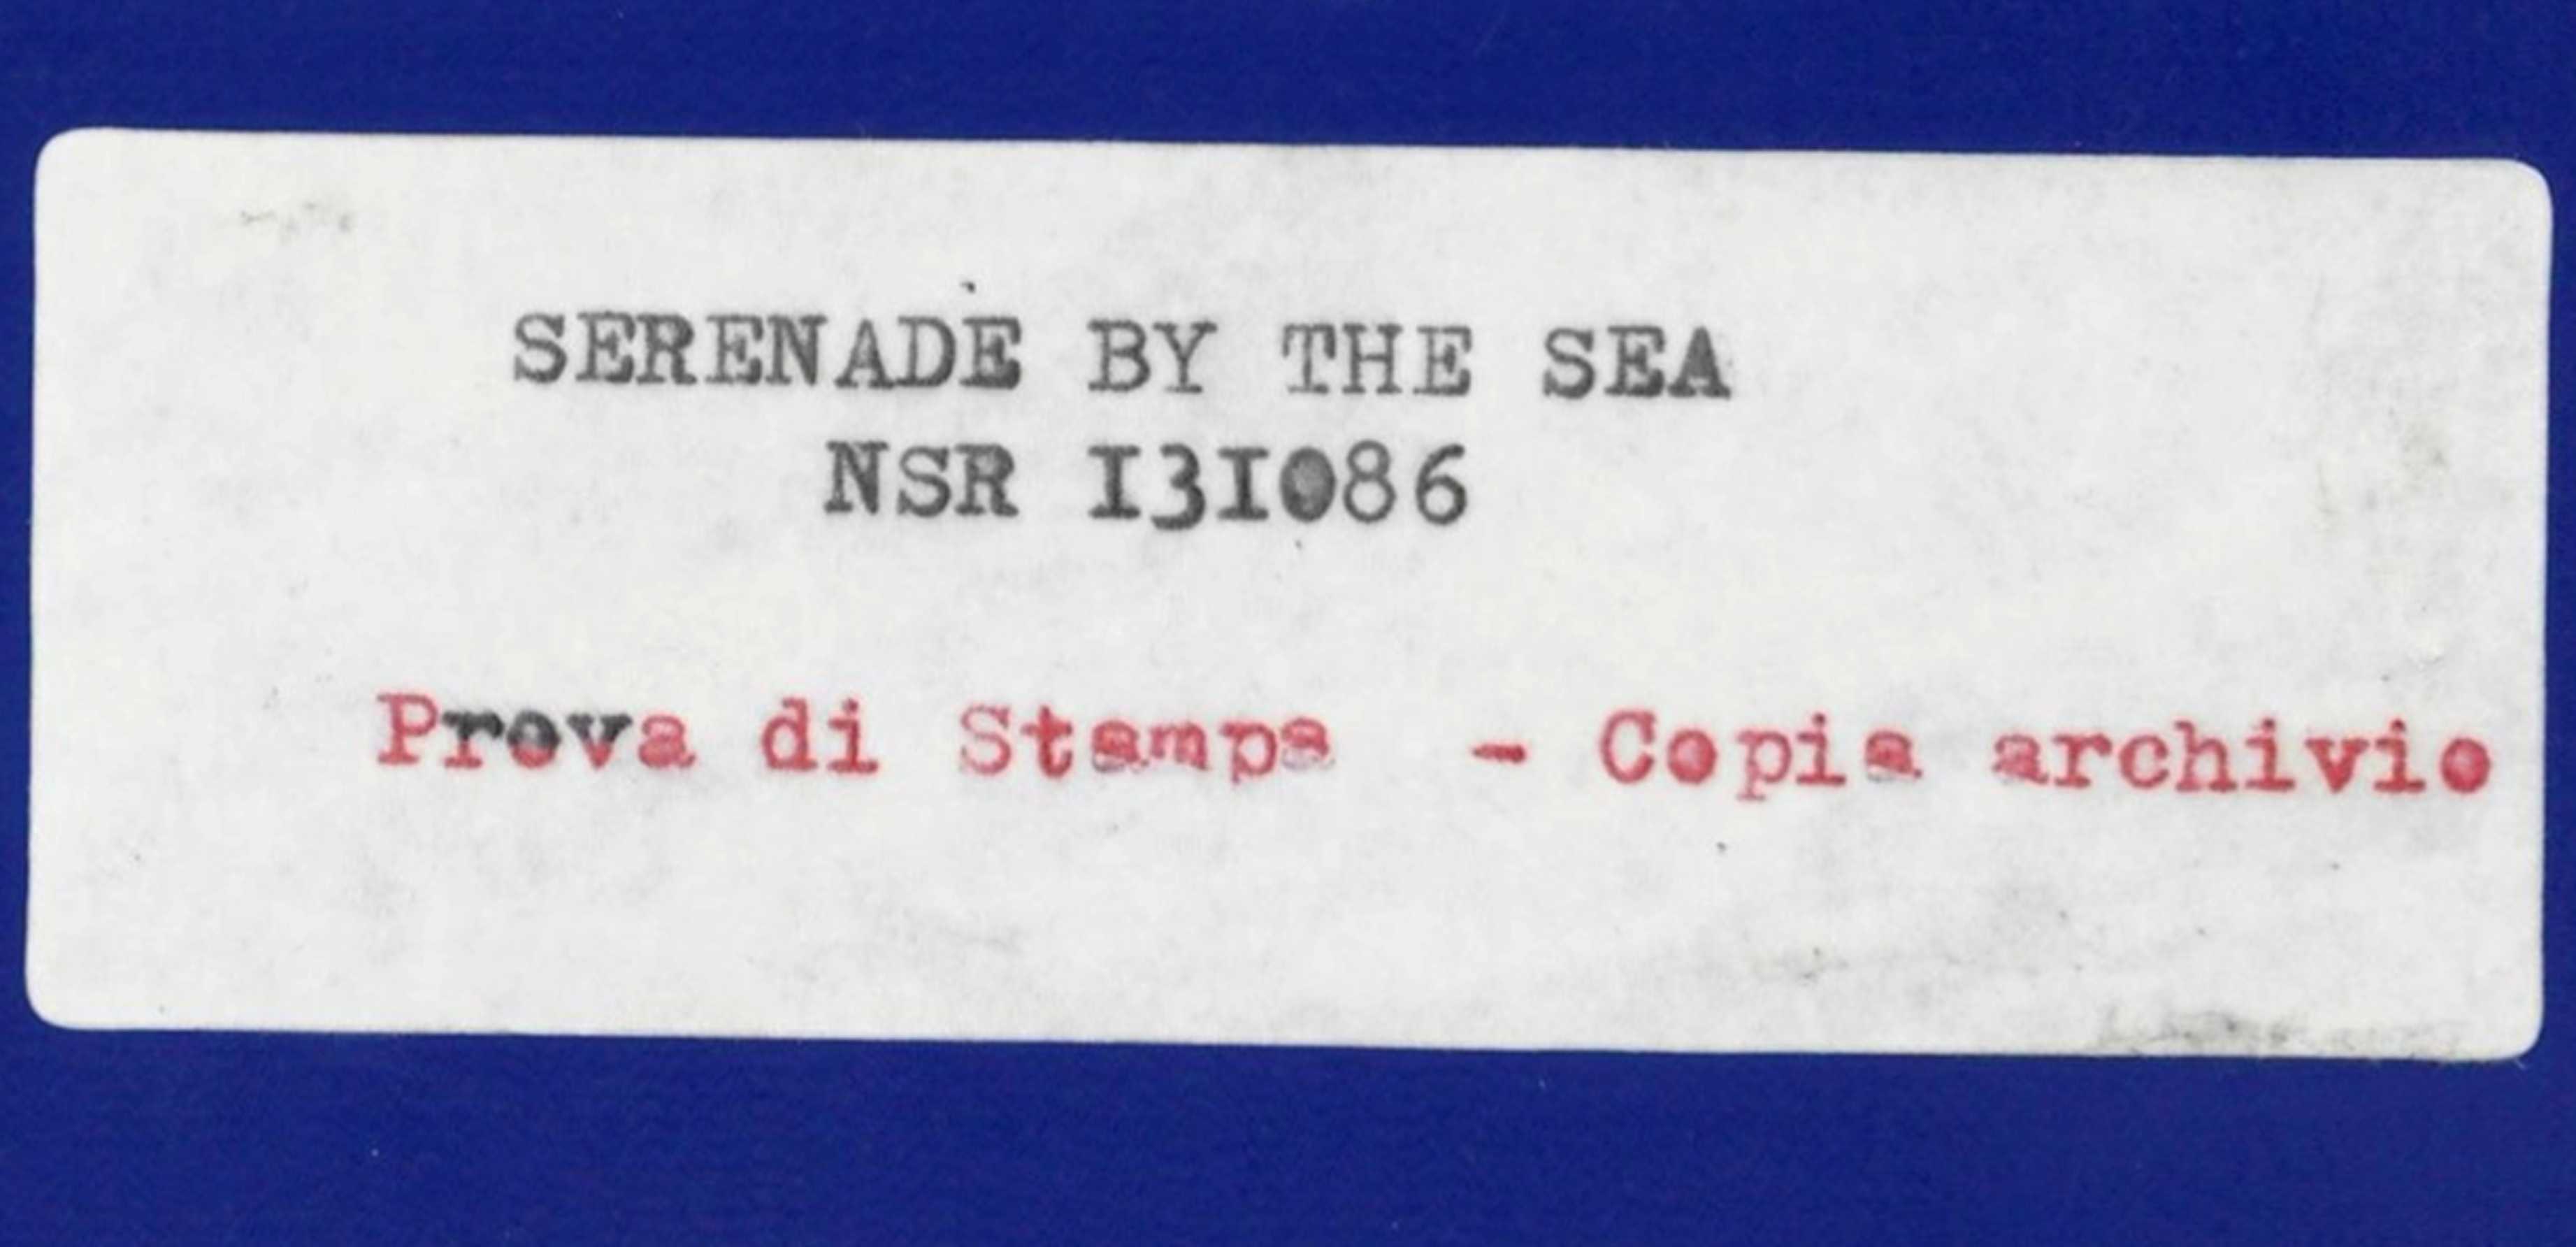 SERENADE BY THE SEA
NSR I3I086
Prova di Stampa - Copia archivio